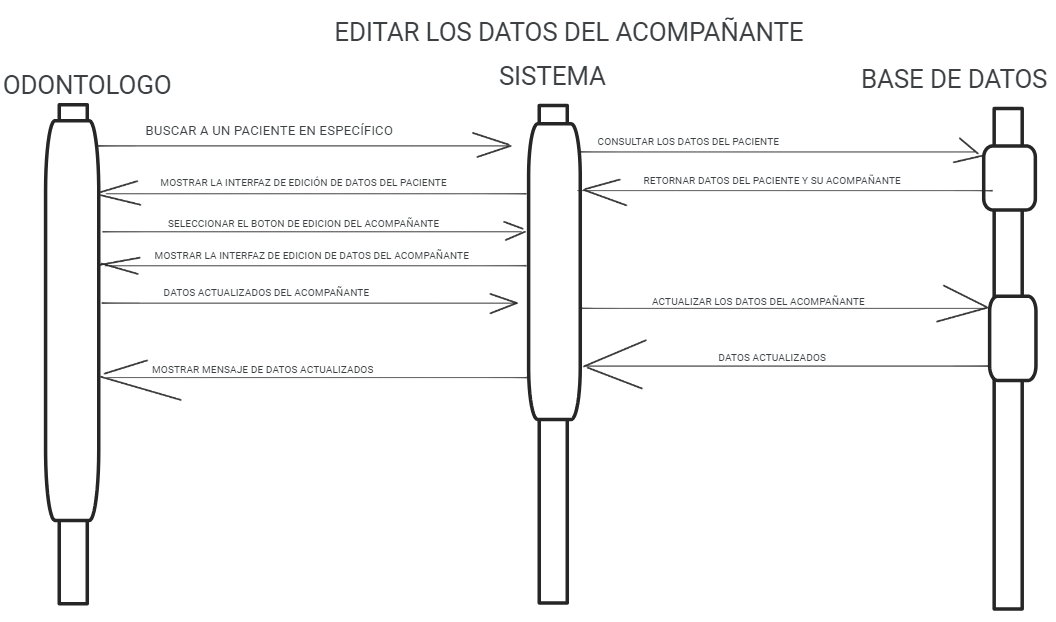 EDITAR LOS DATOS DEL ACOMPAÑANTE
ODONTOLOGO
SISTEMA
BASE DE DATOS
BUSCAR A UN PACIENTE EN ESPECÍFICO
CONSULTAR LOS DATOS DEL PACIENTE
RETORNAR DATOS DEL PACIENTE Y SU ACOMPAÑANTE
MOSTRAR LA INTERFAZ DE EDICIÓN DE DATOS DEL PACIENTE
SELECCIONAR EL BOTON DE EDICION DEL ACOMPAÑANTE
MOSTRAR LA INTERFAZ DE EDICION DE DATOS DEL ACOMPAÑANTE
DATOS ACTUALIZADOS DEL ACOMPAÑANTE
ACTUALIZAR LOS DATOS DEL ACOMPAÑANTE
DATOS ACTUALIZADOS
MOSTRAR MENSAJE DE DATOS ACTUALIZADOS